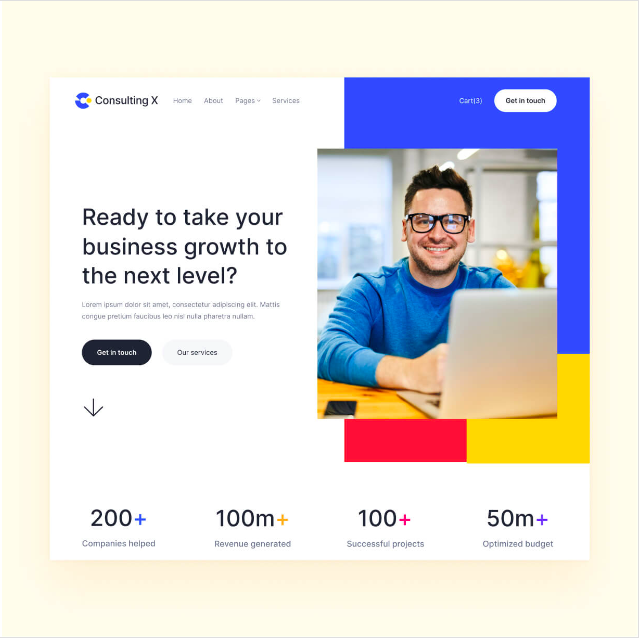 Consulting X
Home About Pages Services
Cart(3) Get in touch
Ready to take your
business growth to
the next level?
Lorem ipsum dolor sit amet, consectetur adipiscing elit. Mattis
congue pretium faucibus leo nisl nulla pharetra nullam.
Get in touch Our services
200+ 100m+ 100+ 50m+
Companies helped Revenue generated Successful projects Optimized budget